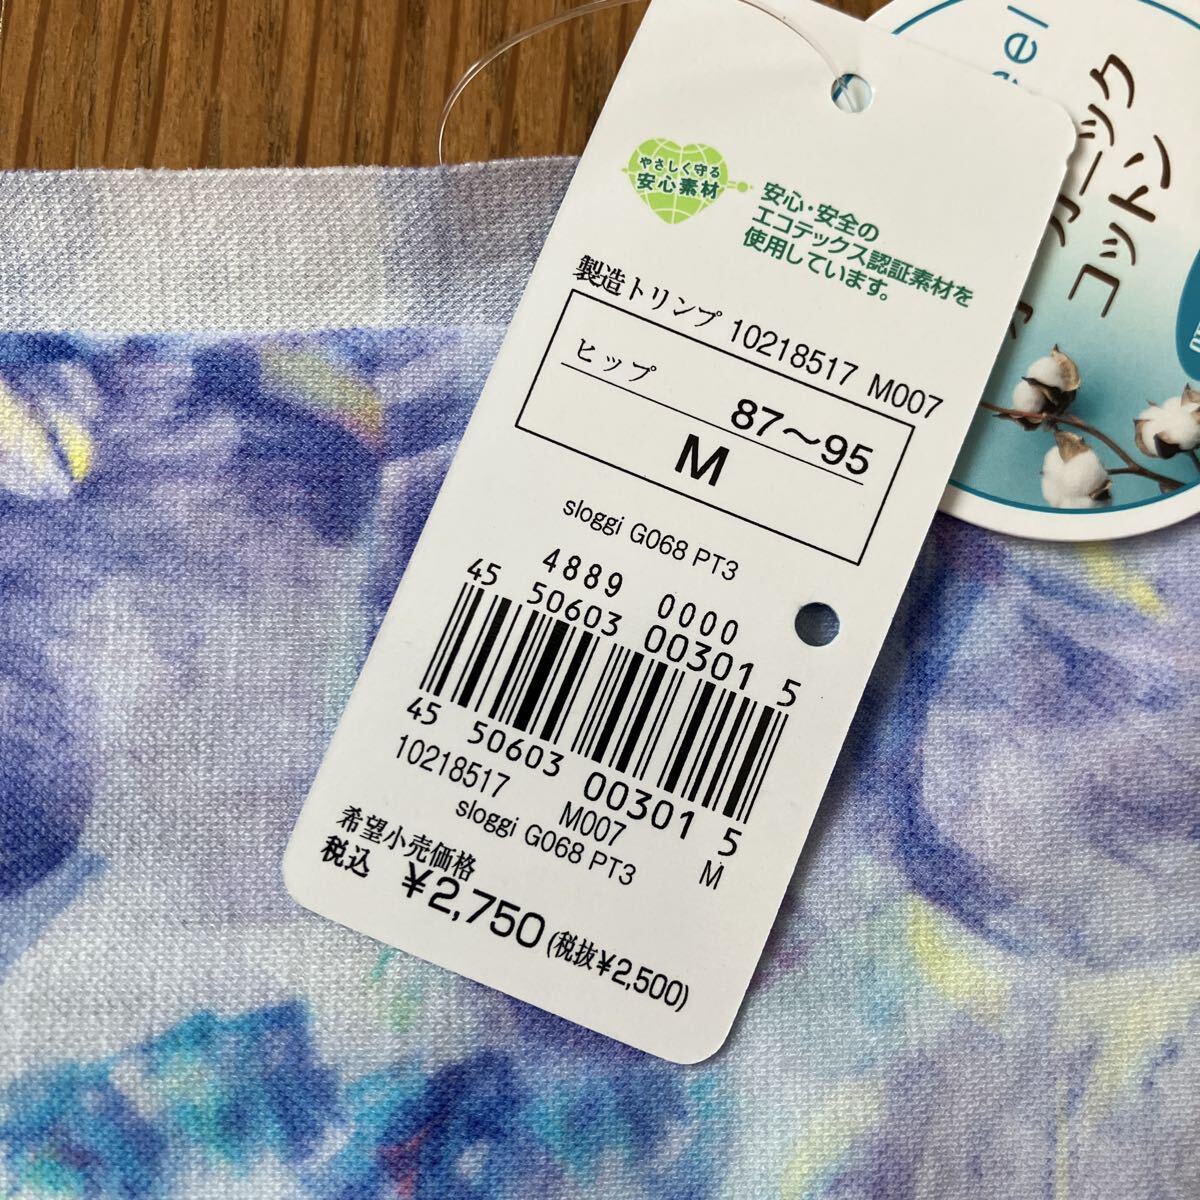 やさしく守る
安心素材
安心・安全の
エコテックス認証素材を
使用しています。
製造トリンプ 10218517 M007
ヒップ 87〜95
M
sloggi G068 PT3
4889 0000
45 50603 00301 5
45 50603 00301 5
10218517 M007
sloggi G068 PT3 M
希望小売価格
税込 ¥2,750(税抜¥2,500)
コットン